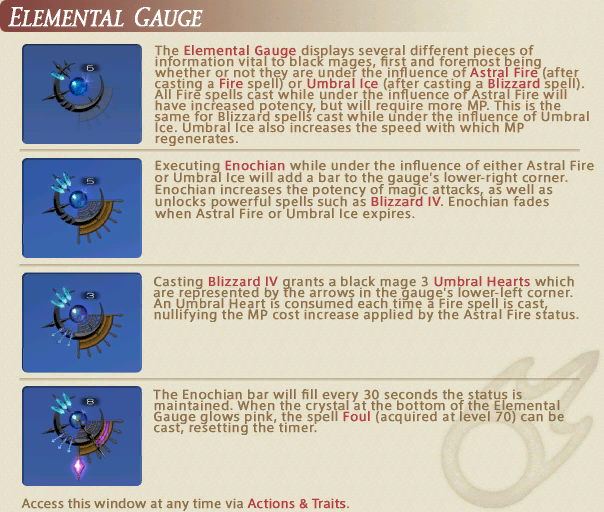 ELEMENTAL GAUGE
6
The Elemental Gauge displays several different pieces of
information vital to black mages, first and foremost being
whether or not they are under the influence of Astral Fire (after
casting a Fire spell) or Umbral Ice (after casting a Blizzard spell).
All Fire spells cast while under the influence of Astral Fire will
have increased potency, but will require more MP. This is the
same for Blizzard spells cast while under the influence of Umbral
Ice. Umbral Ice also increases the speed with which MP
regenerates.
5
Executing Enochian while under the influence of either Astral Fire
or Umbral Ice will add a bar to the gauge's lower-right corner.
Enochian increases the potency of magic attacks, as well as
unlocks powerful spells such as Blizzard IV. Enochian fades
when Astral Fire or Umbral Ice expires.
3
Casting Blizzard IV grants a black mage 3 Umbral Hearts which
are represented by the arrows in the gauge's lower-left corner.
An Umbral Heart is consumed each time a Fire spell is cast,
nullifying the MP cost increase applied by the Astral Fire status.
8
The Enochian bar will fill every 30 seconds the status is
maintained. When the crystal at the bottom of the Elemental
Gauge glows pink, the spell Foul (acquired at level 70) can be
cast, resetting the timer.
Access this window at any time via Actions & Traits.